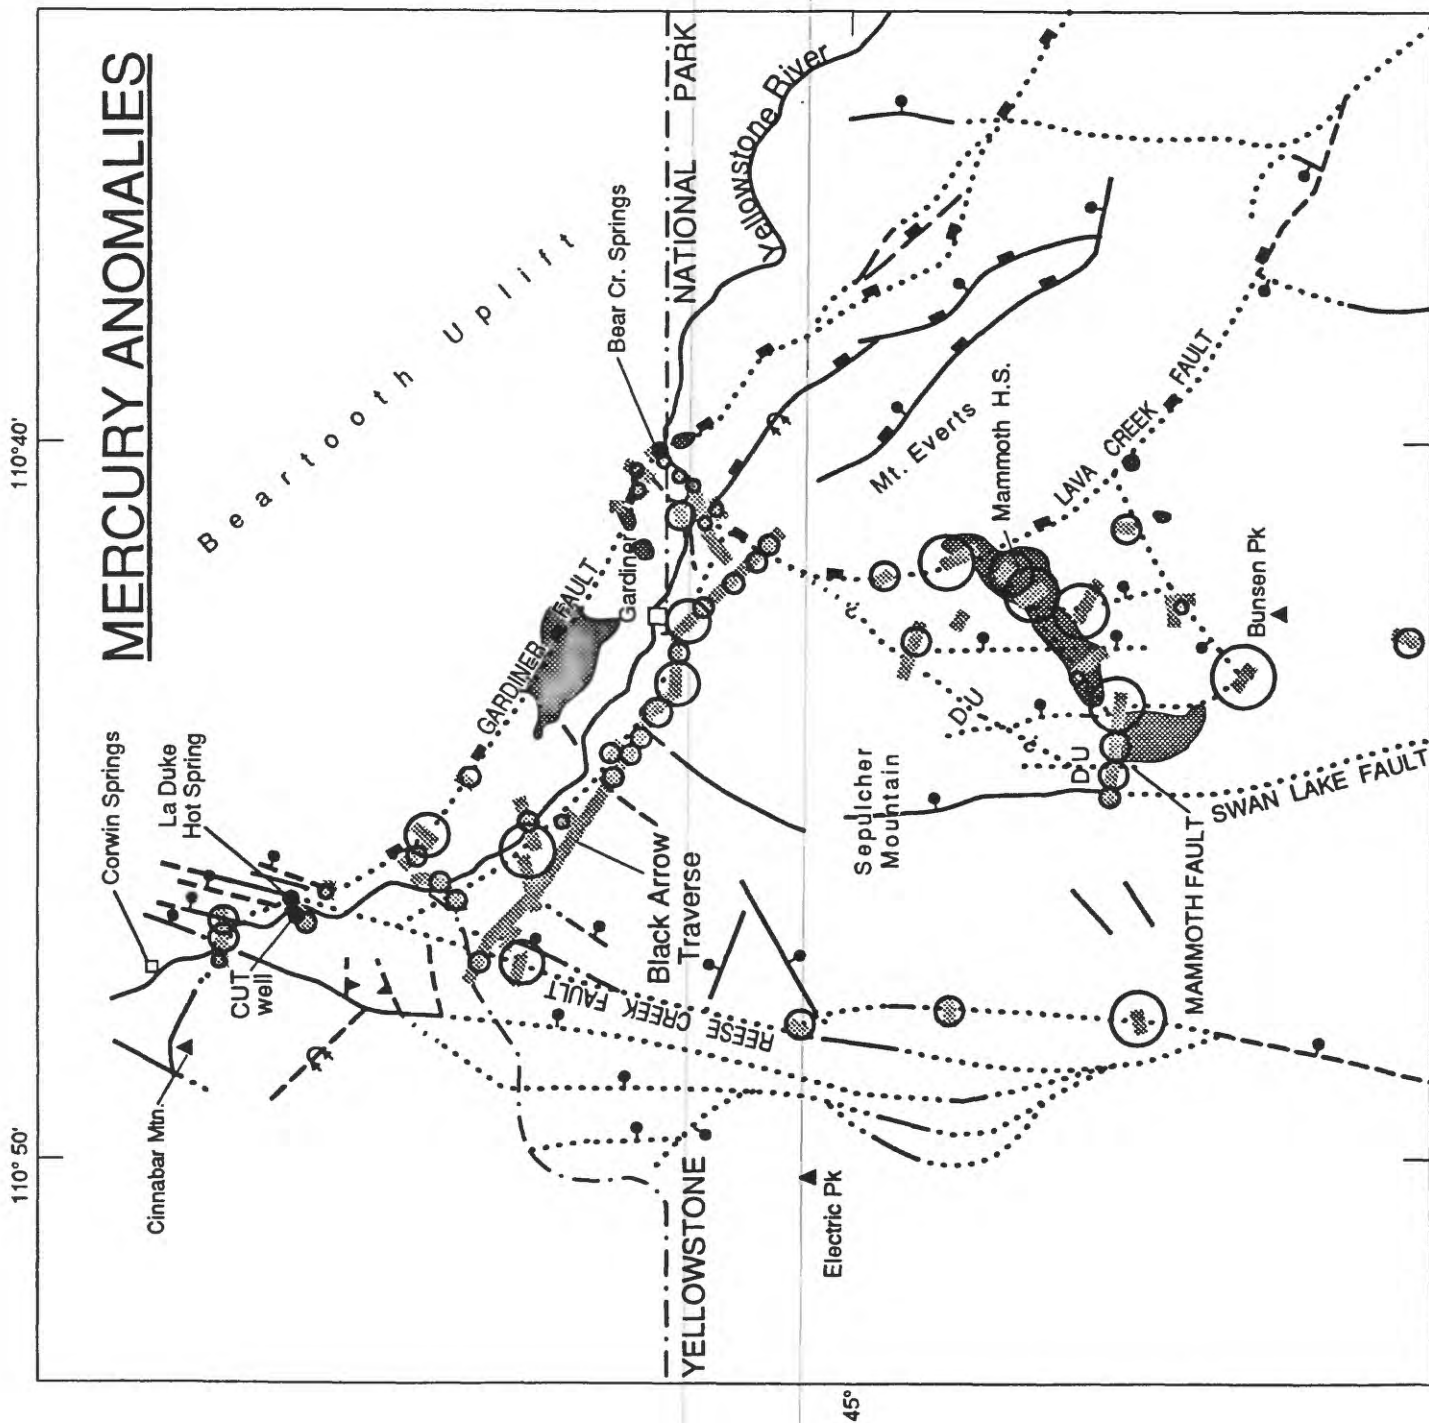 MERCURY ANOMALIES
110°40'
110°50'
45°
Beartooth Uplift
Corwin Springs
La Duke
Hot Spring
CUT
well
Cinnabar Mtn.
GARDINER FAULT
Gardiner
Bear Cr. Springs
YELLOWSTONE NATIONAL PARK
Yellowstone River
Black Arrow
Traverse
REESE CREEK FAULT
Electric Pk
Sepulcher
Mountain
Mt. Everts
Mammoth H.S.
LAVA CREEK FAULT
Bunsen Pk
D U
D U
MAMMOTH FAULT
SWAN LAKE FAULT